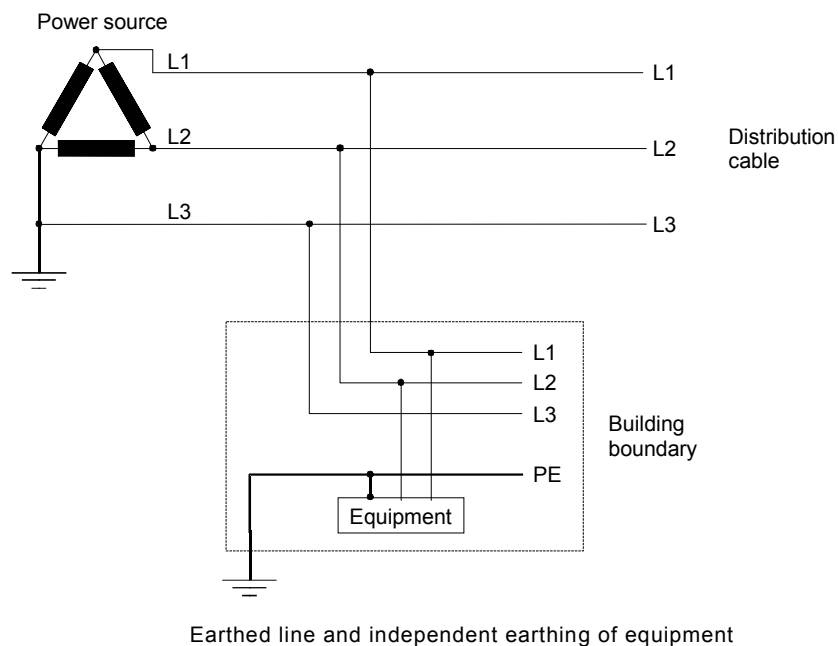 Power source
L1
L1
L2
L2
Distribution
cable
L3
L3
L1
L2
L3
Building
boundary
PE
Equipment
Earthed line and independent earthing of equipment